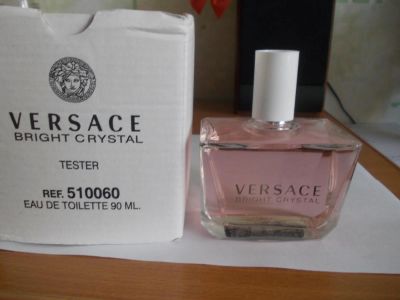 VERSACE
BRIGHT CRYSTAL
TESTER
REF. 510060
EAU DE TOILETTE 90 ML.
VERSACE
BRIGHT CRYSTAL